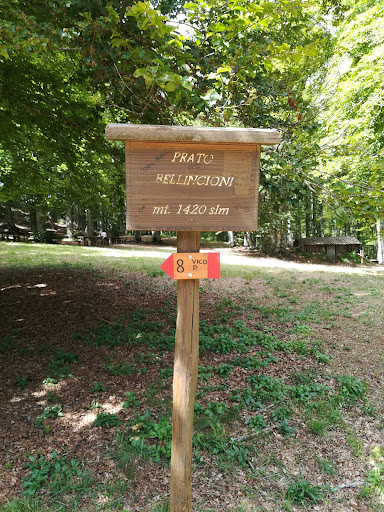 PRATO
BELLINCIONI
mt. 1420 slm
8 VICO
P.